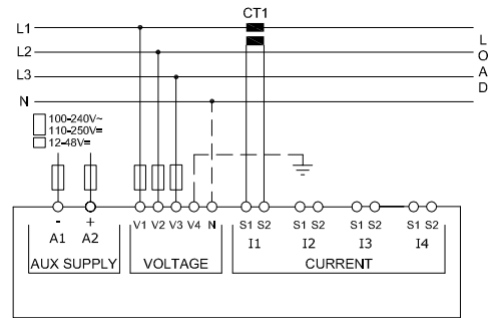 CT1
L1
L2
L3
N
L
O
A
D
100-240V~
110-250V=
12-48V=
- +
A1 A2
V1 V2 V3 V4 N
S1 S2 S1 S2 S1 S2 S1 S2
I1 I2 I3 I4
AUX SUPPLY VOLTAGE CURRENT